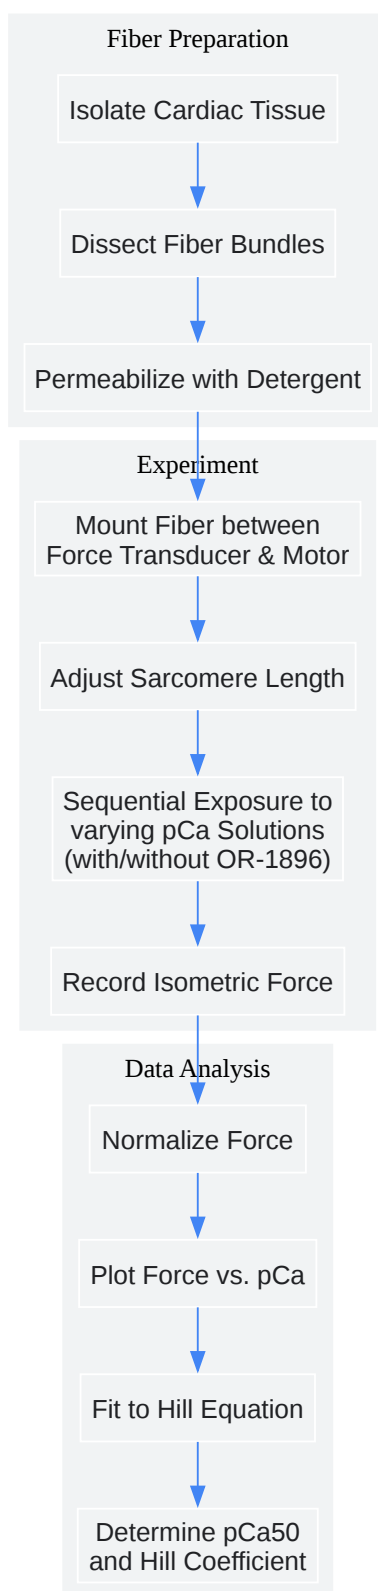 Fiber Preparation
Isolate Cardiac Tissue
Dissect Fiber Bundles
Permeabilize with Detergent
Experiment
Mount Fiber between
Force Transducer & Motor
Adjust Sarcomere Length
Sequential Exposure to
varying pCa Solutions
(with/without OR-1896)
Record Isometric Force
Data Analysis
Normalize Force
Plot Force vs. pCa
Fit to Hill Equation
Determine pCa50
and Hill Coefficient